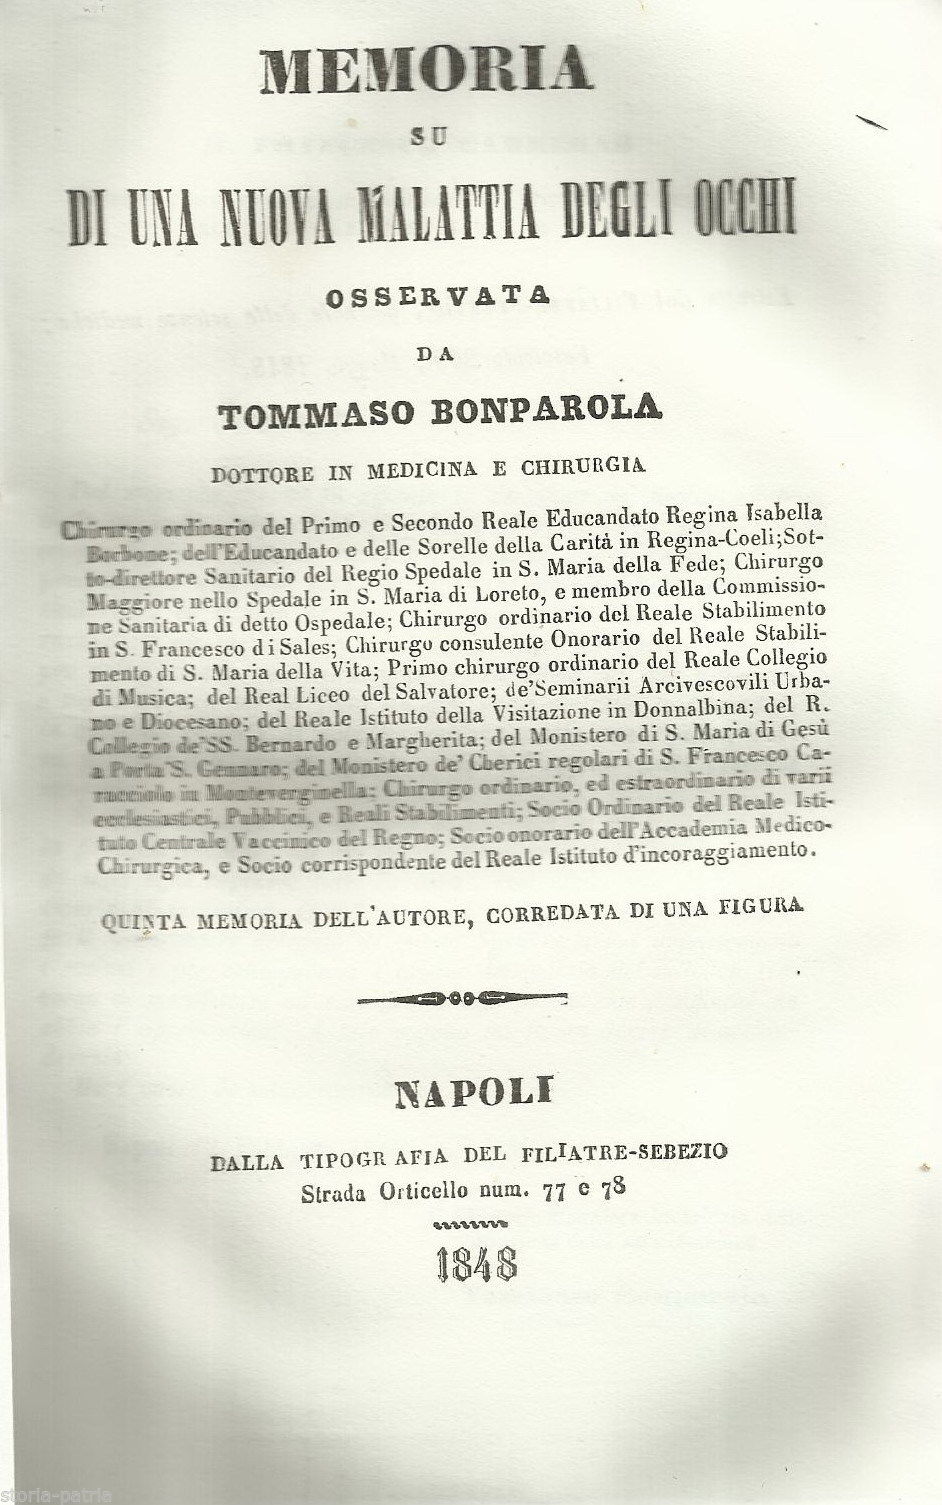 MEMORIA
SU
DI UNA NUOVA MALATTIA DEGLI OCCHI
OSSERVATA
DA
TOMMASO BONPAROLA
DOTTORE IN MEDICINA E CHIRURGIA
Chirurgo ordinario del Primo e Secondo Reale Educandato Regina Isabella
Borbone; dell'Educandato e delle Sorelle della Carità in Regina-Coeli; Sot-
to-direttore Sanitario del Regio Spedale in S. Maria della Fede; Chirurgo
Maggiore nello Spedale in S. Maria di Loreto, e membro della Commissio-
ne Sanitaria di detto Ospedale; Chirurgo ordinario del Reale Stabilimento
in S. Francesco di Sales; Chirurgo consulente Onorario del Reale Stabili-
mento di S. Maria della Vita; Primo chirurgo ordinario del Reale Collegio
di Musica; del Real Liceo del Salvatore; de'Seminarii Arcivescovili Urba-
no e Diocesano; del Reale Istituto della Visitazione in Donnalbina; del R.
Collegio de'SS. Bernardo e Margherita; del Monistero di S. Maria di Gesù
a Porta S. Gennaro; del Monistero de' Cherici regolari di S. Francesco Ca-
racciolo in Monteverginella; Chirurgo ordinario, ed estraordinario di varii
ecclesiastici, Pubblici, e Reali Stabilimenti; Socio Ordinario del Reale Isti-
tuto Centrale Vaccinico del Regno; Socio onorario dell'Accademia Medico-
Chirurgica, e Socio corrispondente del Reale Istituto d'incoraggiamento.
QUINTA MEMORIA DELL'AUTORE, CORREDATA DI UNA FIGURA
NAPOLI
DALLA TIPOGRAFIA DEL FILIATRE-SEBEZIO
Strada Orticello num. 77 e 78
1848
storia-patria